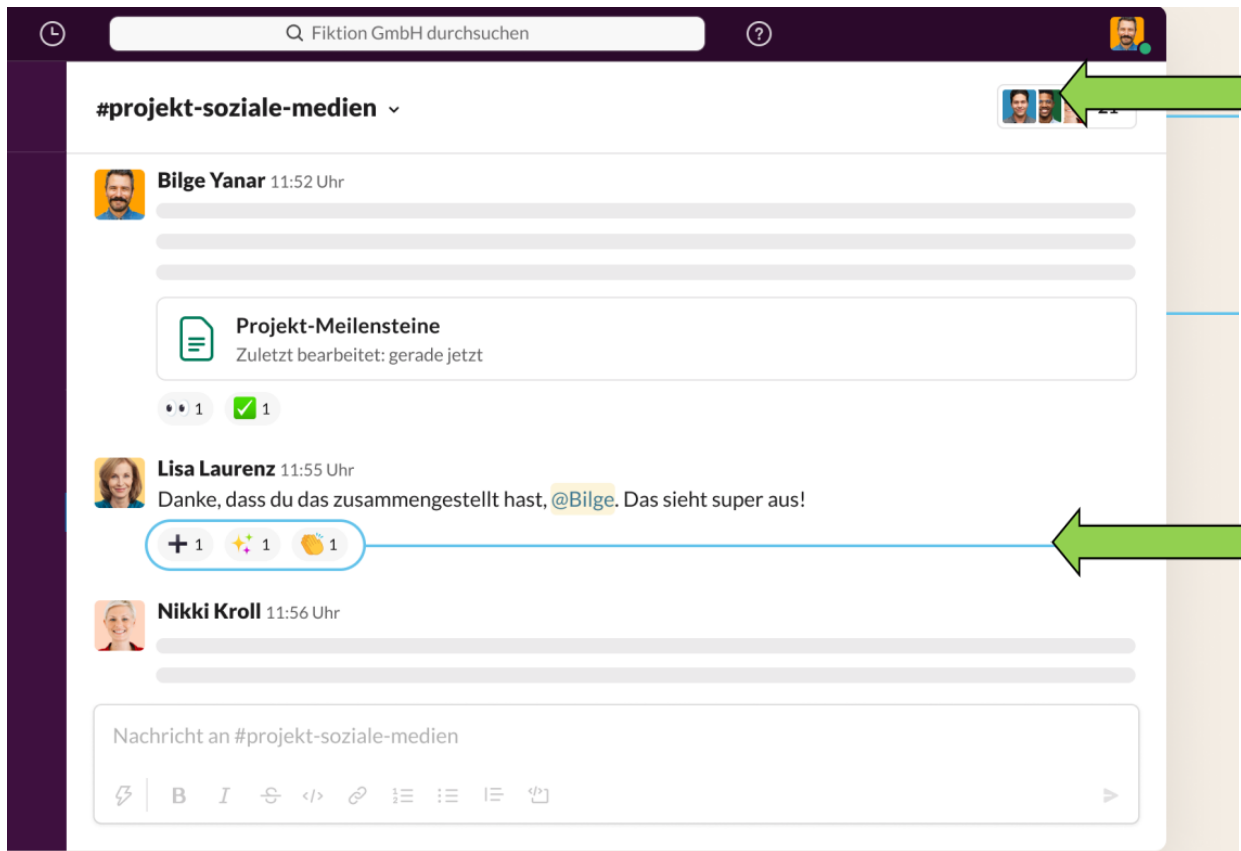 Fiktion GmbH durchsuchen
#projekt-soziale-medien
21
Bilge Yanar 11:52 Uhr
Projekt-Meilensteine
Zuletzt bearbeitet: gerade jetzt
1 1
Lisa Laurenz 11:55 Uhr
Danke, dass du das zusammengestellt hast, @Bilge. Das sieht super aus!
1 1 1
Nikki Kroll 11:56 Uhr
Nachricht an #projekt-soziale-medien
B I S </>